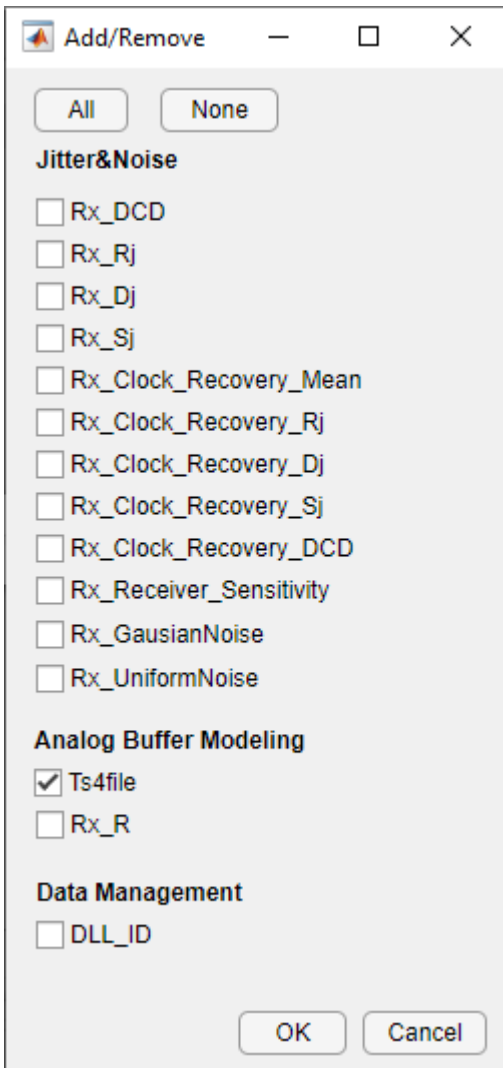 Add/Remove
All None
Jitter&Noise
Rx_DCD
Rx_Rj
Rx_Dj
Rx_Sj
Rx_Clock_Recovery_Mean
Rx_Clock_Recovery_Rj
Rx_Clock_Recovery_Dj
Rx_Clock_Recovery_Sj
Rx_Clock_Recovery_DCD
Rx_Receiver_Sensitivity
Rx_GausianNoise
Rx_UniformNoise
Analog Buffer Modeling
Ts4file
Rx_R
Data Management
DLL_ID
OK Cancel